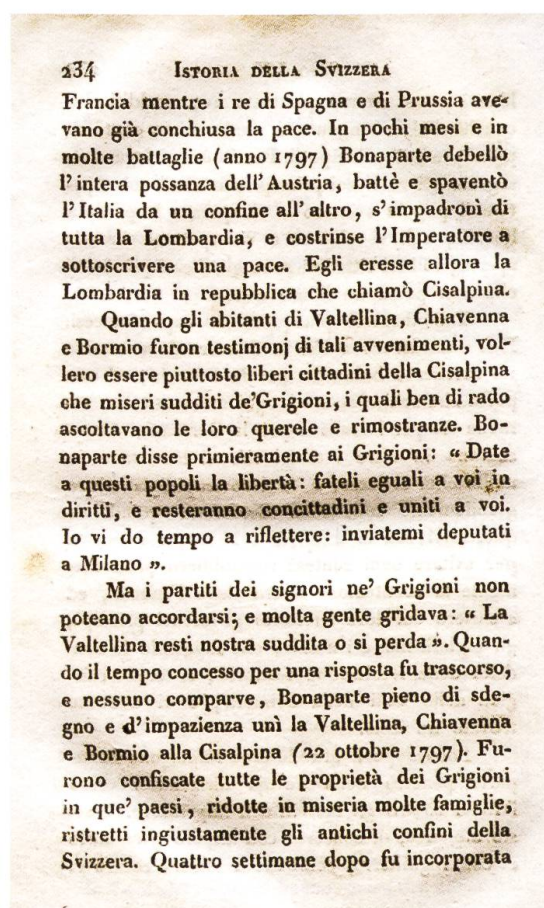 234 ISTORIA DELLA SVIZZERA
Francia mentre i re di Spagna e di Prussia ave-
vano già conchiusa la pace. In pochi mesi e in
molte battaglie (anno 1797) Bonaparte debellò
l'intera possanza dell'Austria, battè e spaventò
l'Italia da un confine all'altro, s'impadronì di
tutta la Lombardia, e costrinse l'Imperatore a
sottoscrivere una pace. Egli eresse allora la
Lombardia in repubblica che chiamò Cisalpina.
Quando gli abitanti di Valtellina, Chiavenna
e Bormio furon testimonj di tali avvenimenti, vol-
lero essere piuttosto liberi cittadini della Cisalpina
che miseri sudditi de'Grigioni, i quali ben di rado
ascoltavano le loro querele e rimostranze. Bo-
naparte disse primieramente ai Grigioni: « Date
a questi popoli la libertà: fateli eguali a voi in
diritti, e resteranno concittadini e uniti a voi.
Io vi do tempo a riflettere: inviatemi deputati
a Milano ».
Ma i partiti dei signori ne' Grigioni non
poteano accordarsi; e molta gente gridava: « La
Valtellina resti nostra suddita o si perda ». Quan-
do il tempo concesso per una risposta fu trascorso,
e nessuno comparve, Bonaparte pieno di sde-
gno e d'impazienza unì la Valtellina, Chiavenna
e Bormio alla Cisalpina (22 ottobre 1797). Fu-
rono confiscate tutte le proprietà dei Grigioni
in que' paesi, ridotte in miseria molte famiglie,
ristretti ingiustamente gli antichi confini della
Svizzera. Quattro settimane dopo fu incorporata